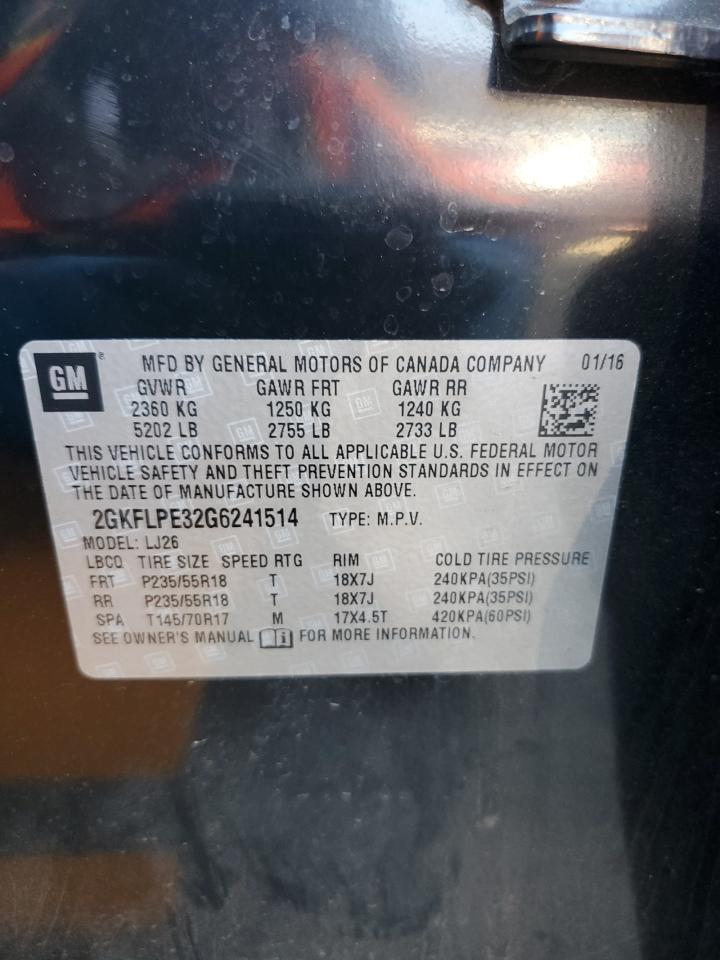 GM MFD BY GENERAL MOTORS OF CANADA COMPANY 01/16
GVWR GAWR FRT GAWR RR
2360 KG 1250 KG 1240 KG
5202 LB 2755 LB 2733 LB
THIS VEHICLE CONFORMS TO ALL APPLICABLE U.S. FEDERAL MOTOR
VEHICLE SAFETY AND THEFT PREVENTION STANDARDS IN EFFECT ON
THE DATE OF MANUFACTURE SHOWN ABOVE.
2GKFLPE32G6241514 TYPE: M.P.V.
MODEL: LJ26
LBCQ TIRE SIZE SPEED RTG RIM COLD TIRE PRESSURE
FRT P235/55R18 T 18X7J 240KPA(35PSI)
RR P235/55R18 T 18X7J 240KPA(35PSI)
SPA T145/70R17 M 17X4.5T 420KPA(60PSI)
SEE OWNER'S MANUAL FOR MORE INFORMATION.